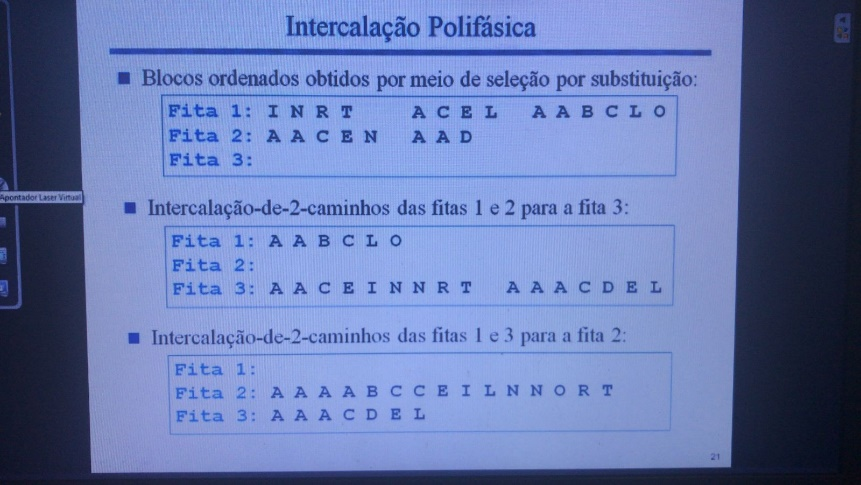 Intercalação Polifásica
Blocos ordenados obtidos por meio de seleção por substituição:
Fita 1: I N R T   A C E L   A A B C L O
Fita 2: A A C E N   A A D
Fita 3:
Apontador Laser Virtual
Intercalação-de-2-caminhos das fitas 1 e 2 para a fita 3:
Fita 1: A A B C L O
Fita 2:
Fita 3: A A C E I N N R T   A A A C D E L
Intercalação-de-2-caminhos das fitas 1 e 3 para a fita 2:
Fita 1:
Fita 2: A A A A B C C E I L N N O R T
Fita 3: A A A C D E L
21